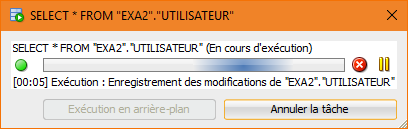 SELECT * FROM "EXA2"."UTILISATEUR"
SELECT * FROM "EXA2"."UTILISATEUR" (En cours d'exécution)
[00:05] Exécution : Enregistrement des modifications de "EXA2"."UTILISATEUR"
Exécution en arrière-plan
Annuler la tâche